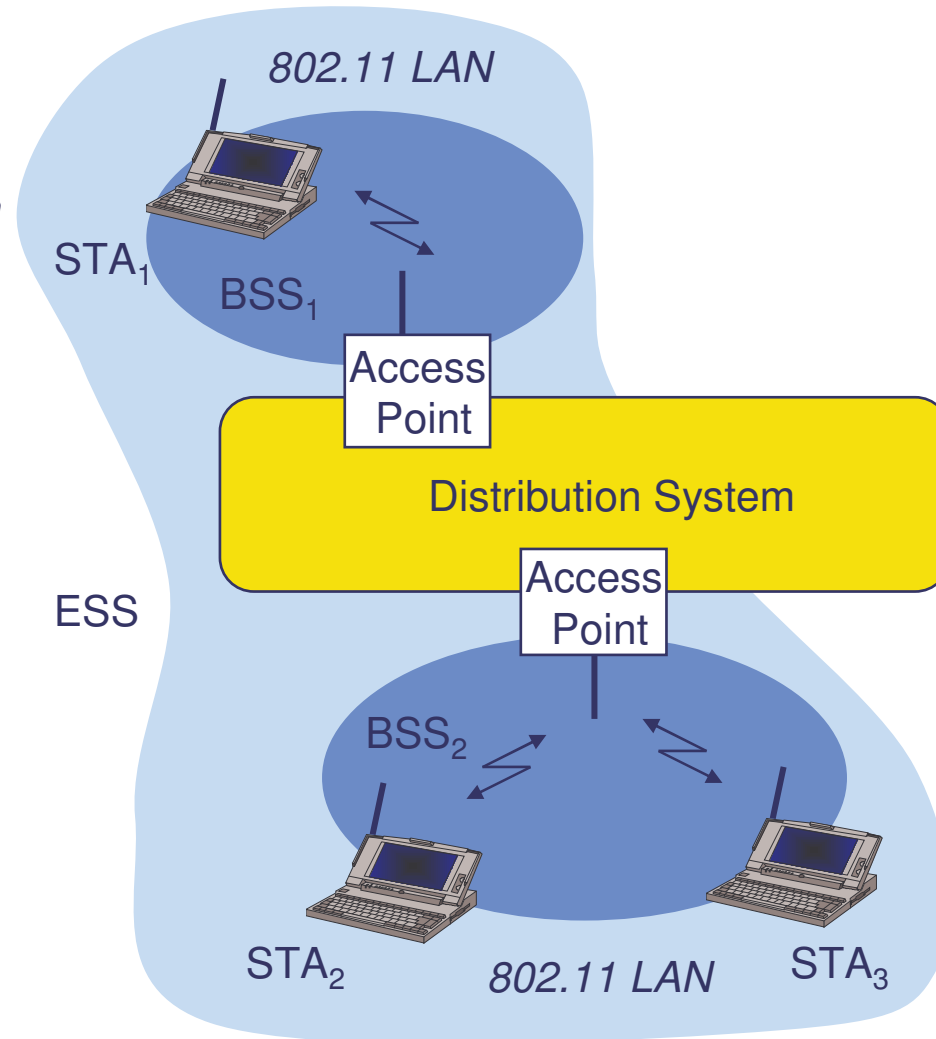 802.11 LAN
STA₁
BSS₁
Access
Point
Distribution System
Access
Point
ESS
BSS₂
STA₂
802.11 LAN
STA₃